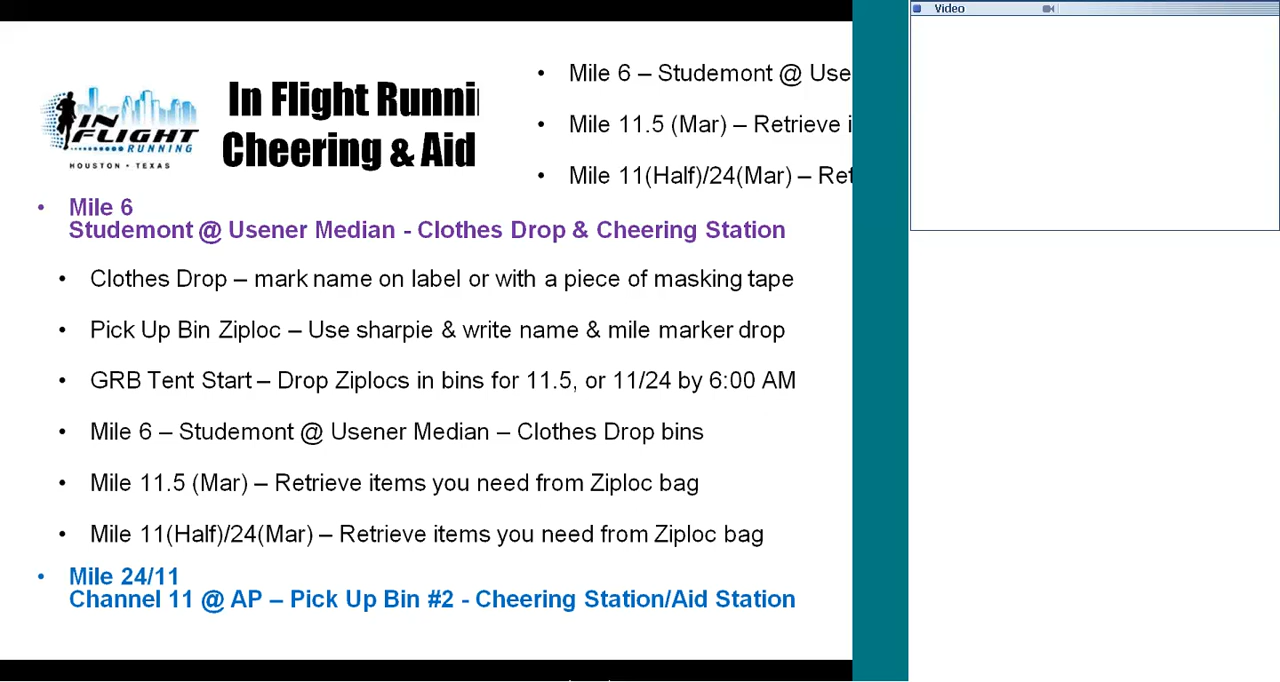 Video
IN FLIGHT
RUNNING
HOUSTON • TEXAS
In Flight Runni
Cheering & Aid
• Mile 6 – Studemont @ Use
• Mile 11.5 (Mar) – Retrieve i
• Mile 11(Half)/24(Mar) – Ret
• Mile 6
Studemont @ Usener Median - Clothes Drop & Cheering Station
• Clothes Drop – mark name on label or with a piece of masking tape
• Pick Up Bin Ziploc – Use sharpie & write name & mile marker drop
• GRB Tent Start – Drop Ziplocs in bins for 11.5, or 11/24 by 6:00 AM
• Mile 6 – Studemont @ Usener Median – Clothes Drop bins
• Mile 11.5 (Mar) – Retrieve items you need from Ziploc bag
• Mile 11(Half)/24(Mar) – Retrieve items you need from Ziploc bag
• Mile 24/11
Channel 11 @ AP – Pick Up Bin #2 - Cheering Station/Aid Station